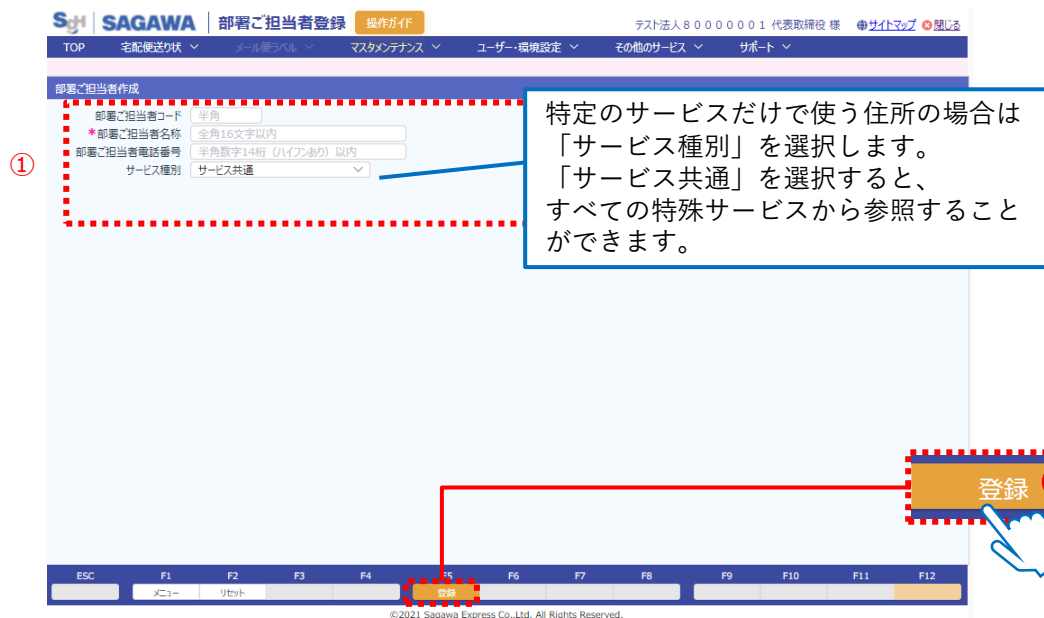 SgH SAGAWA 部署ご担当者登録 操作ガイド テスト法人80000001 代表取締役 様 サイトマップ 閉じる
TOP 宅配便送り状 メール便ラベル マスタメンテナンス ユーザー・環境設定 その他のサービス サポート
部署ご担当者作成
①
部署ご担当者コード 半角
*部署ご担当者名称 全角16文字以内
部署ご担当者電話番号 半角数字14桁（ハイフンあり）以内
サービス種別 サービス共通
特定のサービスだけで使う住所の場合は
「サービス種別」を選択します。
「サービス共通」を選択すると、
すべての特殊サービスから参照すること
ができます。
登録
ESC F1 F2 F3 F4 F5 F6 F7 F8 F9 F10 F11 F12
メニュー リセット 登録
©2021 Sagawa Express Co.,Ltd. All Rights Reserved.